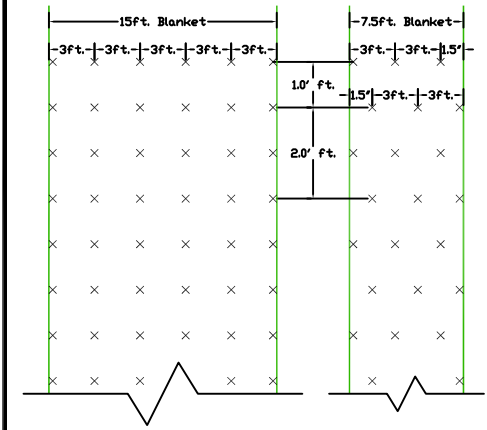 15ft. Blanket
7.5ft. Blanket
3ft. 3ft. 3ft. 3ft. 3ft.
3ft. 3ft. 1.5"
1.0' ft.
1.5" 3ft. 3ft.
2.0' ft.